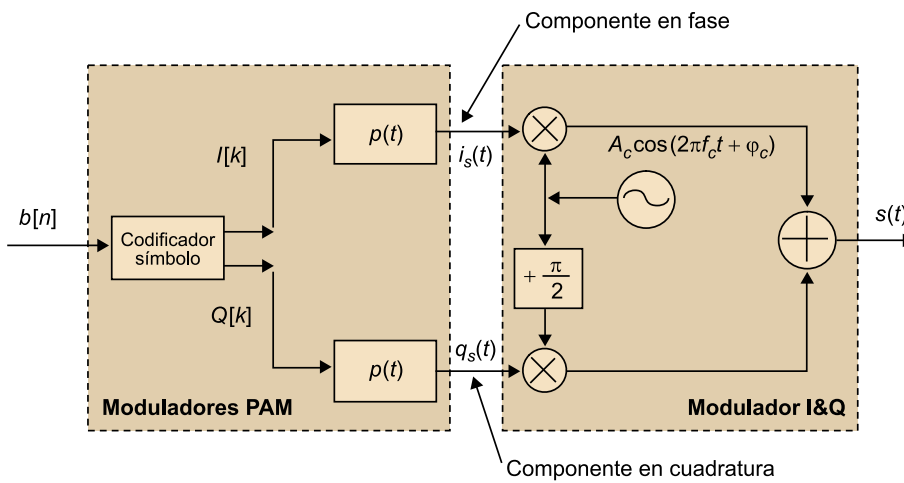 Componente en fase
p(t)
I[k]
i_s(t)
A_c cos (2πf_c t + φ_c)
b[n]
Codificador
símbolo
s(t)
+ π/2
Q[k]
q_s(t)
p(t)
Moduladores PAM
Modulador I&Q
Componente en cuadratura